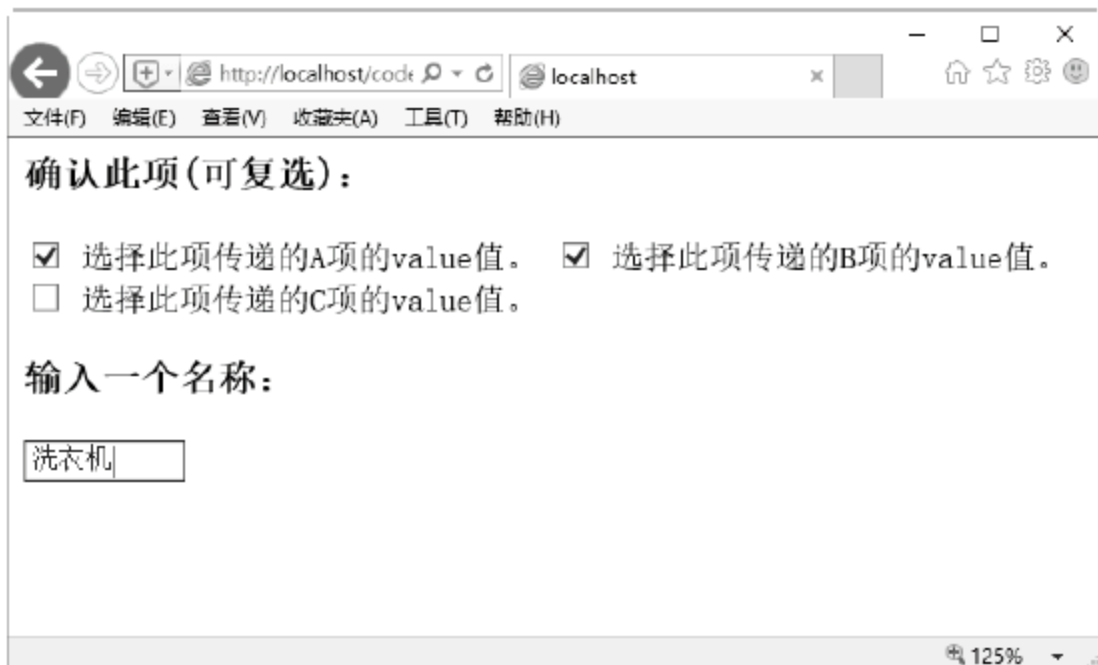 http://localhost/code
localhost
文件(F) 编辑(E) 查看(V) 收藏夹(A) 工具(T) 帮助(H)
确认此项(可复选)：
选择此项传递的A项的value值。 选择此项传递的B项的value值。
选择此项传递的C项的value值。
输入一个名称：
洗衣机
125%